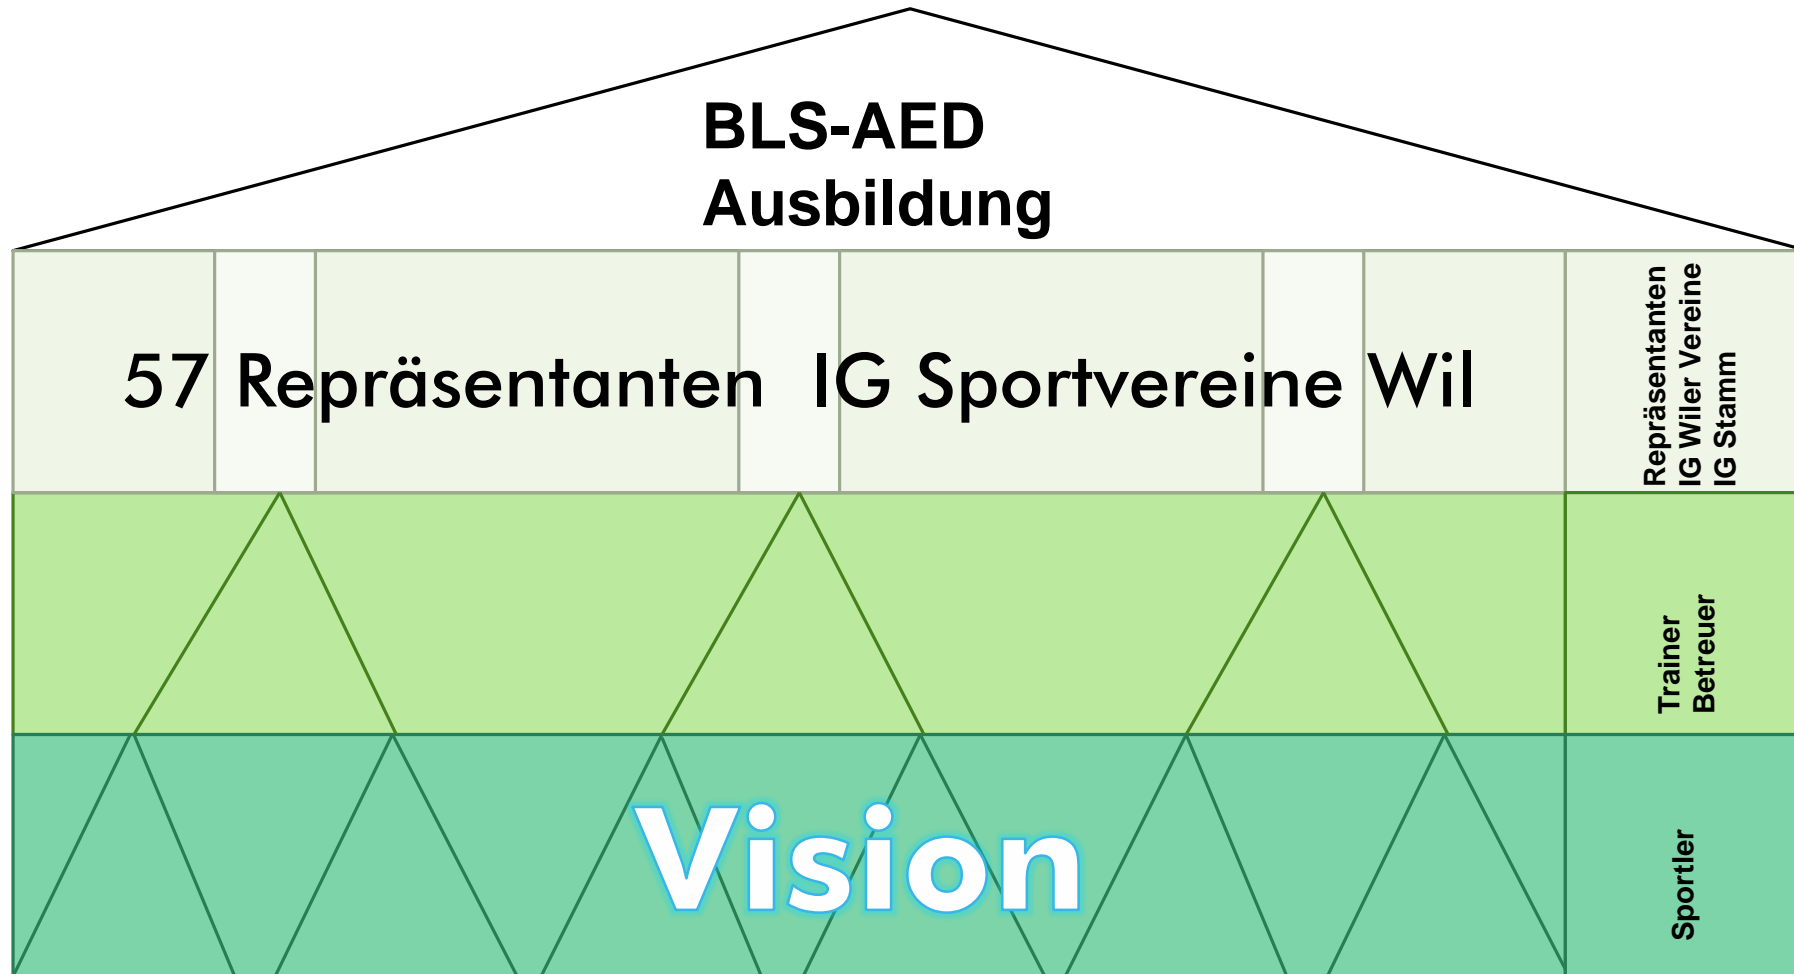 BLS-AED
Ausbildung
57 Repräsentanten IG Sportvereine Wil
Repräsentanten
IG Wiler Vereine
IG Stamm
Trainer
Betreuer
Vision
Sportler